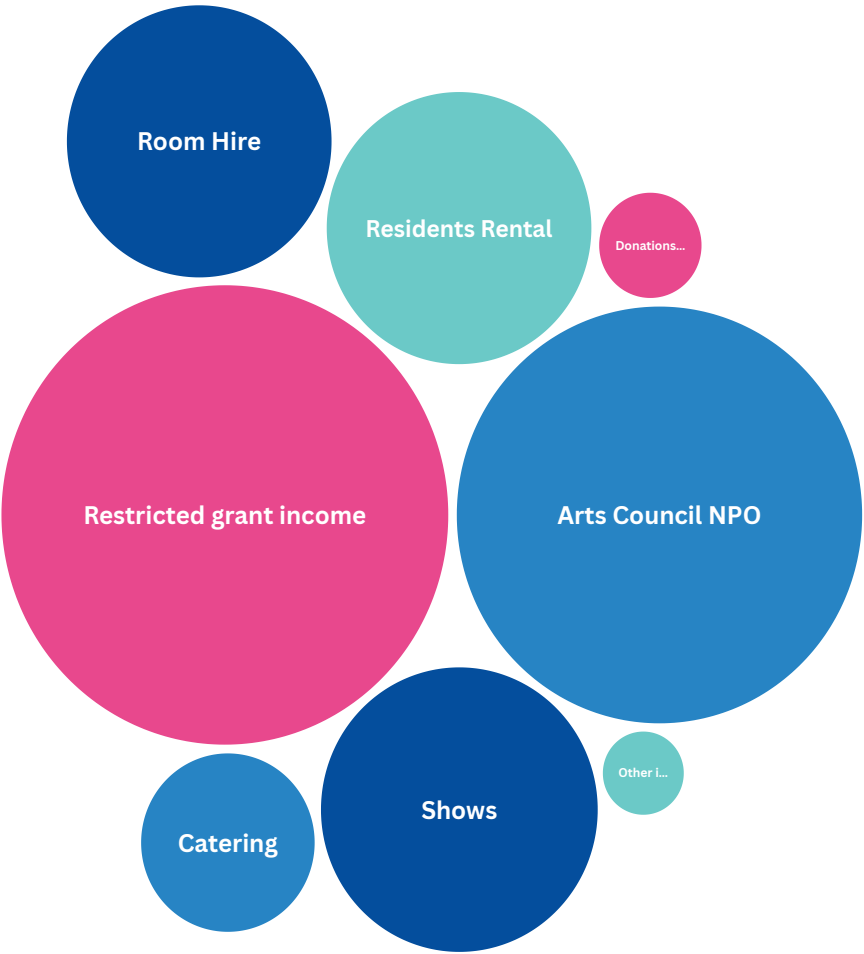 Room Hire
Residents Rental
Donations...
Restricted grant income
Arts Council NPO
Other i...
Shows
Catering